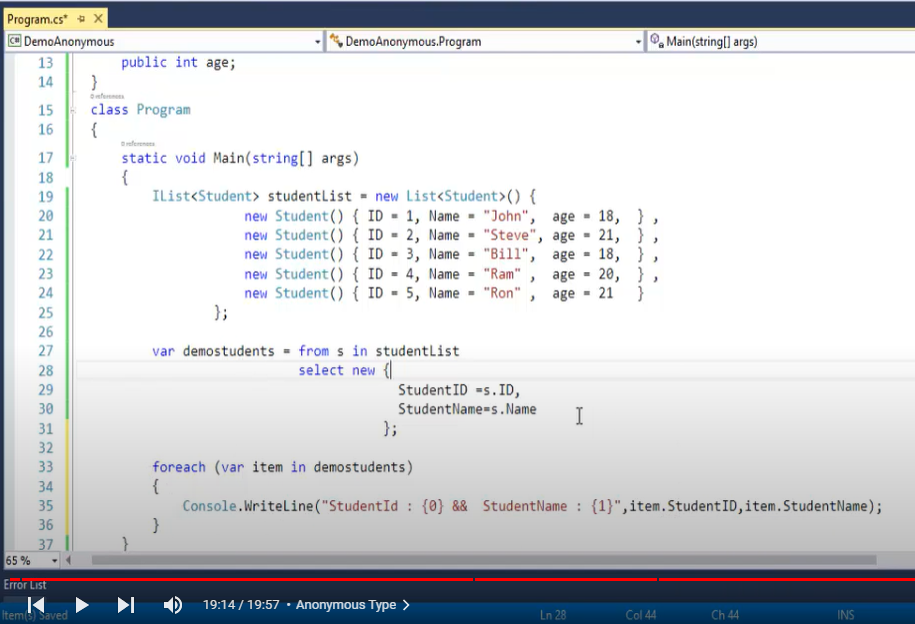 Program.cs*
DemoAnonymous DemoAnonymous.Program Main(string[] args)
13 public int age;
14 }
0 references
15 class Program
16 {
0 references
17 static void Main(string[] args)
18 {
19 IList<Student> studentList = new List<Student>() {
20 new Student() { ID = 1, Name = "John", age = 18, } ,
21 new Student() { ID = 2, Name = "Steve", age = 21, } ,
22 new Student() { ID = 3, Name = "Bill", age = 18, } ,
23 new Student() { ID = 4, Name = "Ram" , age = 20, } ,
24 new Student() { ID = 5, Name = "Ron" , age = 21 }
25 };
26
27 var demostudents = from s in studentList
28 select new {
29 StudentID =s.ID,
30 StudentName=s.Name
31 };
32
33 foreach (var item in demostudents)
34 {
35 Console.WriteLine("StudentId : {0} && StudentName : {1}",item.StudentID,item.StudentName);
36 }
37 }
65 %
Error List
19:14 / 19:57 • Anonymous Type
Item(s) Saved Ln 28 Col 44 Ch 44 INS